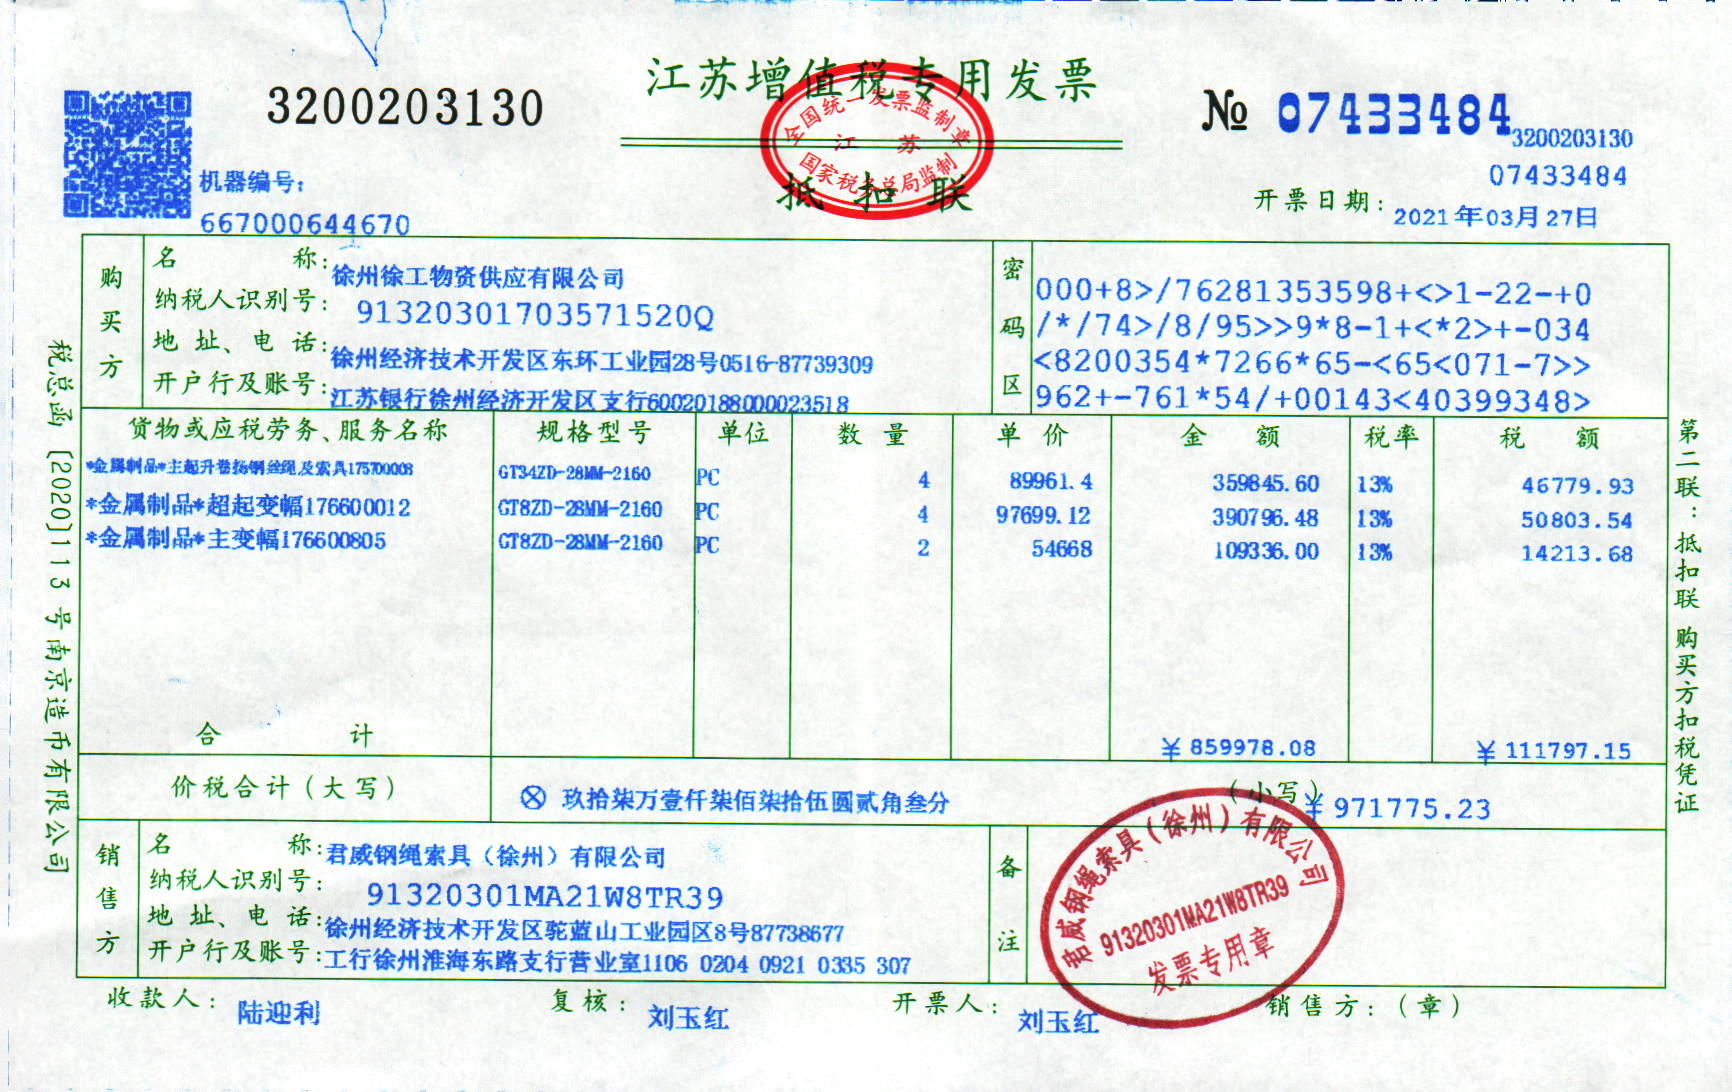 江苏增值税专用发票
3200203130
№ 07433484
3200203130
07433484
全国统一发票监制章
江 苏
国家税务总局监制
抵 扣 联
机器编号:
667000644670
开票日期: 2021年03月27日
购买方
名 称: 徐州徐工物资供应有限公司
纳税人识别号: 91320301703571520Q
地址、电话: 徐州经济技术开发区东环工业园28号0516-87739309
开户行及账号: 江苏银行徐州经济开发区支行60020188000023518
密码区
000+8>/76281353598+<>1-22-+0
/*/74>/8/95>>9*8-1+<*2>+-034
<8200354*7266*65-<65<071-7>>
962+-761*54/+00143<40399348>
货物或应税劳务、服务名称 规格型号 单位 数量 单价 金额 税率 税额
*金属制品*主起升卷扬钢丝绳及索具175700008 GT34ZD-28MM-2160 PC 4 89961.4 359845.60 13% 46779.93
*金属制品*超起变幅176600012 GT8ZD-28MM-2160 PC 4 97699.12 390796.48 13% 50803.54
*金属制品*主变幅176600805 GT8ZD-28MM-2160 PC 2 54668 109336.00 13% 14213.68
合 计 ¥859978.08 ¥111797.15
价税合计(大写) ⊗ 玖拾柒万壹仟柒佰柒拾伍圆贰角叁分 (小写) ¥971775.23
销售方
名 称: 君威钢绳索具(徐州)有限公司
纳税人识别号: 91320301MA21W8TR39
地址、电话: 徐州经济技术开发区驼蓝山工业园区8号87738677
开户行及账号: 工行徐州淮海东路支行营业室1106 0204 0921 0335 307
备注
君威钢绳索具(徐州)有限公司
91320301MA21W8TR39
发票专用章
收款人: 陆迎利 复核: 刘玉红 开票人: 刘玉红 销售方:(章)
税总函[2020]113号南京造币有限公司
第二联:抵扣联 购买方扣税凭证